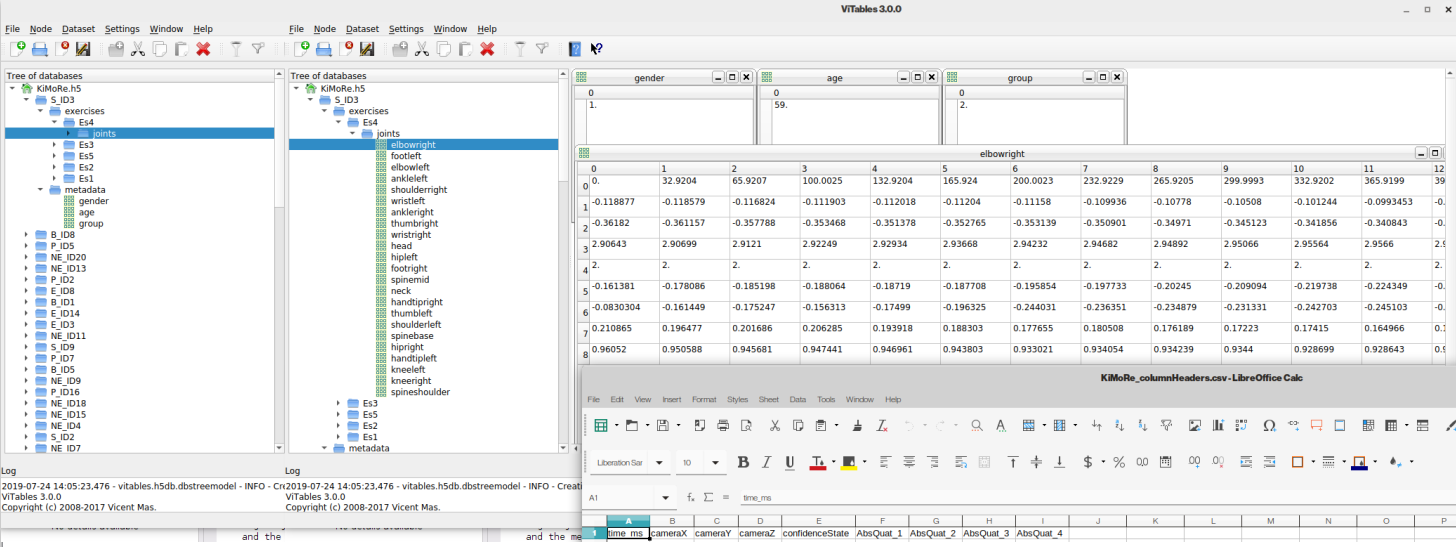 ViTables 3.0.0
File Node Dataset Settings Window Help
File Node Dataset Settings Window Help
Tree of databases
KiMoRe.h5
S_ID3
exercises
Es4
joints
Es3
Es5
Es2
Es1
metadata
gender
age
group
B_ID8
P_ID5
NE_ID20
NE_ID13
P_ID2
E_ID8
B_ID1
E_ID14
E_ID3
NE_ID11
S_ID9
P_ID7
B_ID5
NE_ID9
P_ID16
NE_ID18
NE_ID15
NE_ID4
S_ID2
NE_ID7
Tree of databases
KiMoRe.h5
S_ID3
exercises
Es4
joints
elbowright
footleft
elbowleft
ankleleft
shoulderright
wristleft
ankleright
thumbright
wristright
head
hipleft
footright
spinemid
neck
handtipright
thumbleft
shoulderleft
spinebase
hipright
handtipleft
kneeleft
kneeright
spineshoulder
Es3
Es5
Es2
Es1
metadata
gender
0
1.
age
0
59.
group
0
2.
elbowright
0 1 2 3 4 5 6 7 8 9 10 11 12
0 0. 32.9204 65.9207 100.0025 132.9204 165.924 200.0023 232.9229 265.9205 299.9993 332.9202 365.9199 39
1 -0.118877 -0.118579 -0.116824 -0.111903 -0.112018 -0.11204 -0.11158 -0.109936 -0.10778 -0.10508 -0.101244 -0.0993453 -0.
2 -0.36182 -0.361157 -0.357788 -0.353468 -0.351378 -0.352765 -0.353139 -0.350901 -0.34971 -0.345123 -0.341856 -0.340843 -0.
3 2.90643 2.90699 2.9121 2.92249 2.92934 2.93668 2.94232 2.94682 2.94892 2.95066 2.95564 2.9566 2.
4 2. 2. 2. 2. 2. 2. 2. 2. 2. 2. 2. 2. 2.
5 -0.161381 -0.178086 -0.185198 -0.188064 -0.18719 -0.187708 -0.195854 -0.197733 -0.20245 -0.209094 -0.219738 -0.224349 -0.
6 -0.0830304 -0.161449 -0.175247 -0.156313 -0.17499 -0.196325 -0.244031 -0.236351 -0.234879 -0.231331 -0.242703 -0.245103 -0.
7 0.210865 0.196477 0.201686 0.206285 0.193918 0.188303 0.177655 0.180508 0.176189 0.17223 0.17415 0.164966 0.1
8 0.96052 0.950588 0.945681 0.947441 0.946961 0.943803 0.933021 0.934054 0.934239 0.9344 0.928699 0.928643 0.9
KiMoRe_columnHeaders.csv - LibreOffice Calc
File Edit View Insert Format Styles Sheet Data Tools Window Help
Liberation Sar 10 B I U
A1 time_ms
A B C D E F G H I J K L M N O P
1 time_ms cameraX cameraY cameraZ confidenceState AbsQuat_1 AbsQuat_2 AbsQuat_3 AbsQuat_4
Log
2019-07-24 14:05:23,476 - vitables.h5db.dbstreemodel - INFO - Cr
ViTables 3.0.0
Copyright (c) 2008-2017 Vicent Mas.
Log
2019-07-24 14:05:23,476 - vitables.h5db.dbstreemodel - INFO - Creati
ViTables 3.0.0
Copyright (c) 2008-2017 Vicent Mas.
and the
and the me